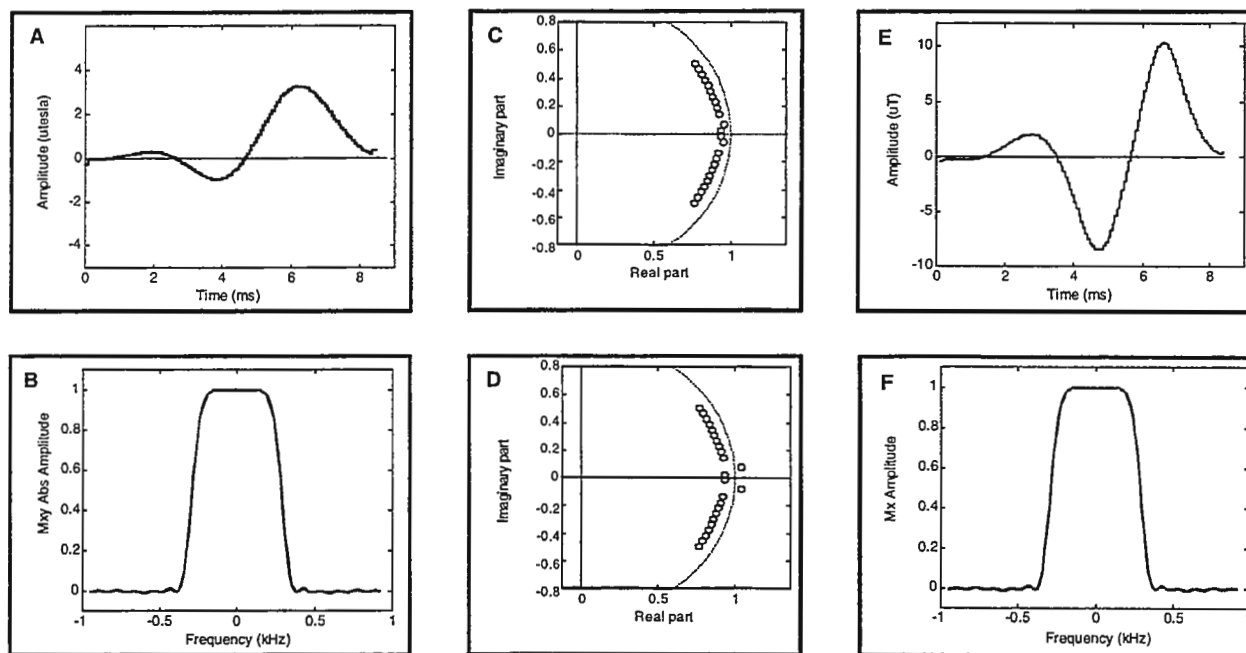 A
Amplitude (utesla)
4
2
0
-2
-4
0 2 4 6 8
Time (ms)
C
Imaginary part
0.8
0.6
0.4
0.2
0
-0.2
-0.4
-0.6
-0.8
0 0.5 1
Real part
E
Amplitude (uT)
10
5
0
-5
-10
0 2 4 6 8
Time (ms)
B
Mxy Abs Amplitude
1
0.8
0.6
0.4
0.2
0
-1 -0.5 0 0.5 1
Frequency (kHz)
D
Imaginary part
0.8
0.6
0.4
0.2
0
-0.2
-0.4
-0.6
-0.8
0 0.5 1
Real part
F
Mx Amplitude
1
0.8
0.6
0.4
0.2
0
-1 -0.5 0 0.5
Frequency (kHz)